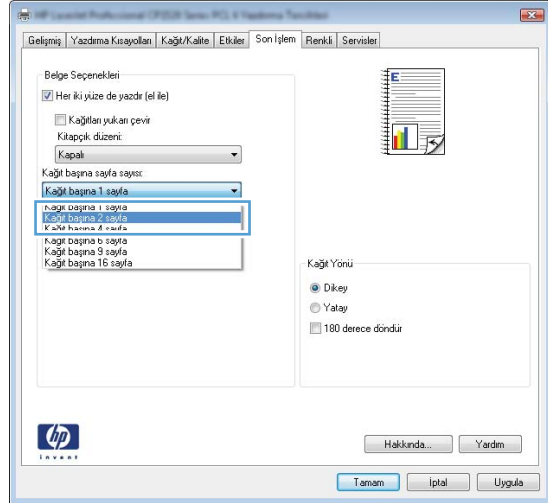 Gelişmiş Yazdırma Kısayolları Kağıt/Kalite Etkiler Son İşlem Renkli Servisler
Belge Seçenekleri
Her iki yüze de yazdır (el ile)
Kağıtları yukarı çevir
Kitapçık düzeni:
Kapalı
Kağıt başına sayfa sayısı:
Kağıt başına 1 sayfa
Kağıt başına 1 sayfa
Kağıt başına 2 sayfa
Kağıt başına 4 sayfa
Kağıt başına 6 sayfa
Kağıt başına 9 sayfa
Kağıt başına 16 sayfa
E
Kağıt Yönü
Dikey
Yatay
180 derece döndür
hp
invent
Hakkında... Yardım
Tamam İptal Uygula